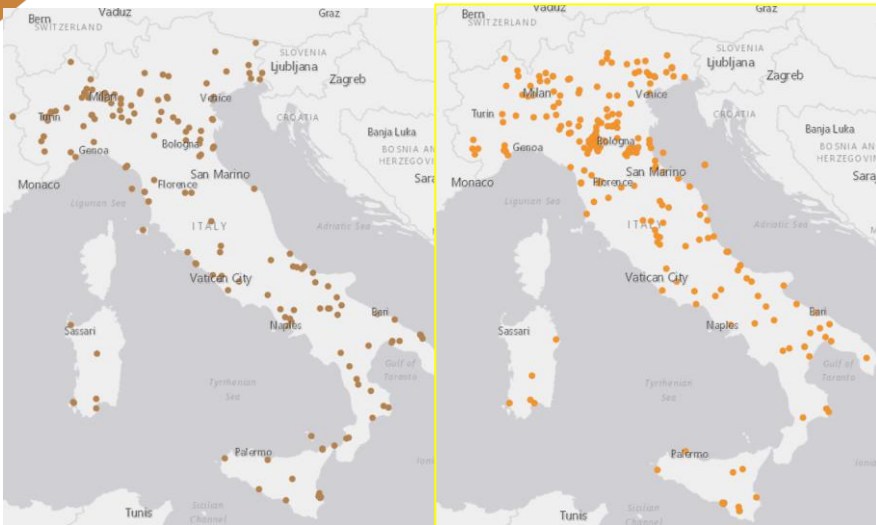 Vaduz
Graz
Bern
SWITZERLAND
SLOVENIA
Ljubljana
Zagreb
Milan
Venice
Turin
CROATIA
Banja Luka
Genoa
Bologna
BOSNIA AN
HERZEGOVIN
San Marino
Monaco
Florence
Sara
Ligurian Sea
ITALY
Adriatic Sea
Vatican City
Bari
Naples
Sassari
Gulf of
Taranto
Tyrrhenian
Sea
Palermo
Ionia
Tunis
Sicilian
Channel
Vaduz
Graz
Bern
SWITZERLAND
SLOVENIA
Ljubljana
Zagreb
Milan
Venice
Turin
CROATIA
Banja Luka
Genoa
Bologna
BOSNIA AN
HERZEGOVIN
San Marino
Monaco
Florence
Saraj
Ligurian Sea
ITALY
Adriatic Sea
Vatican City
Bari
Naples
Sassari
Gulf of
Taranto
Tyrrhenian
Sea
Palermo
Tunis
Sicilian
Channel